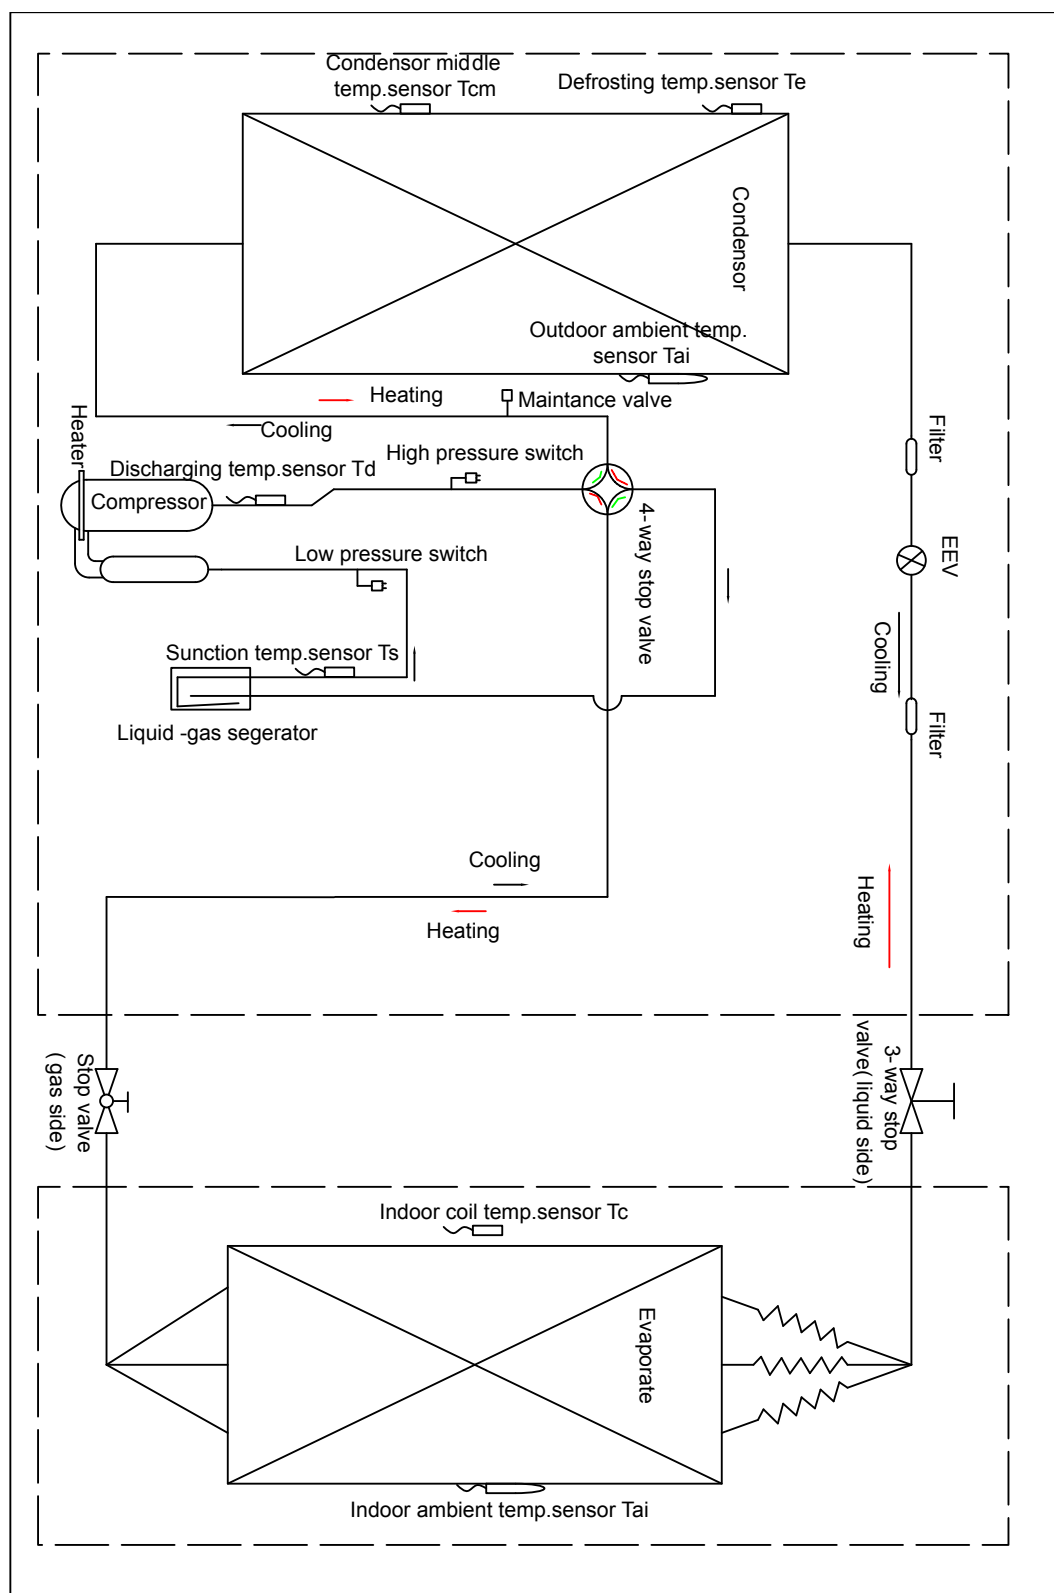 Condensor middle
temp.sensor Tcm
Defrosting temp.sensor Te
Condensor
Outdoor ambient temp.
sensor Tai
Heating
Maintance valve
Cooling
Heater
Discharging temp.sensor Td
High pressure switch
Compressor
4-way stop valve
Filter
EEV
Low pressure switch
Cooling
Sunction temp.sensor Ts
Filter
Liquid -gas segerator
Cooling
Heating
Heating
Stop valve
(gas side)
3-way stop
valve(liquid side)
Indoor coil temp.sensor Tc
Evaporate
Indoor ambient temp.sensor Tai